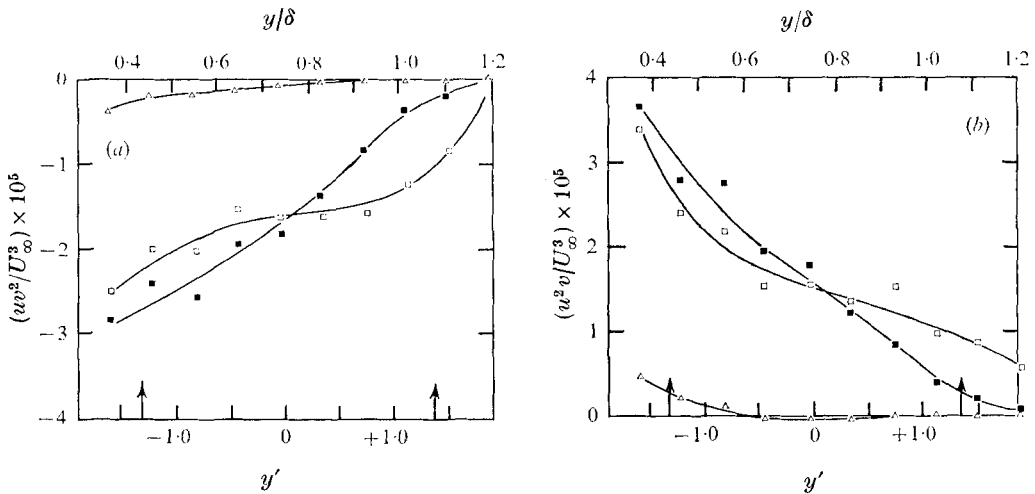 y/δ
0·4 0·6 0·8 1·0 1·2
0
−1
−2
−3
−4
(uv²/U³∞) × 10⁵
(a)
−1·0 0 +1·0
y′
y/δ
0·4 0·6 0·8 1·0 1·2
4
3
2
1
0
(u²v/U³∞) × 10⁵
(b)
−1·0 0 +1·0
y′